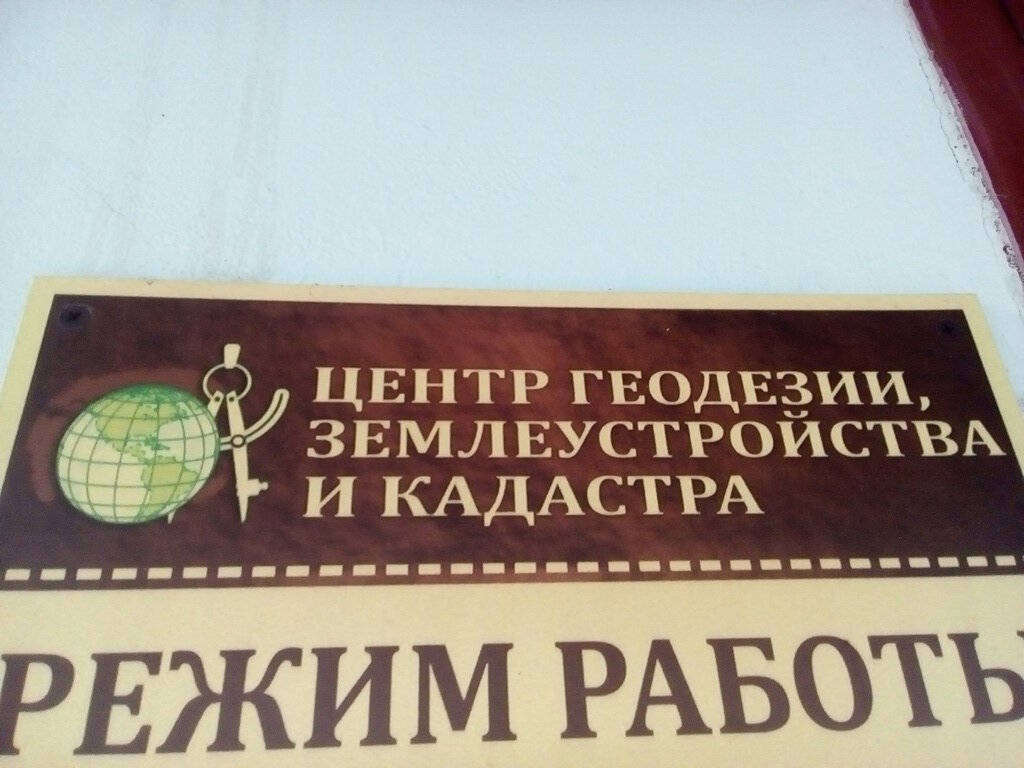 ЦЕНТР ГЕОДЕЗИИ,
ЗЕМЛЕУСТРОЙСТВА
И КАДАСТРА
РЕЖИМ РАБОТЫ